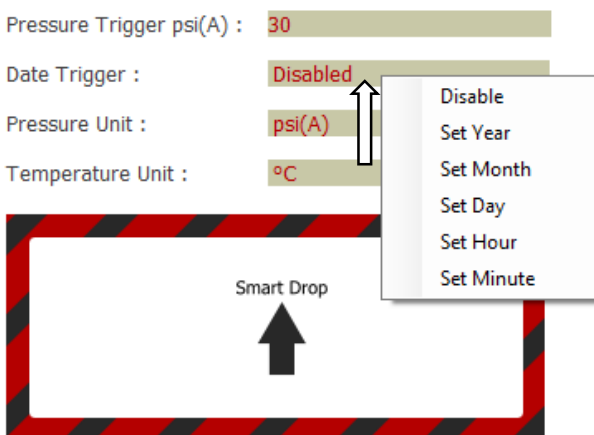 Pressure Trigger psi(A) : 30
Date Trigger : Disabled
Disable
Pressure Unit : psi(A)
Set Year
Set Month
Temperature Unit : °C
Set Day
Set Hour
Set Minute
Smart Drop